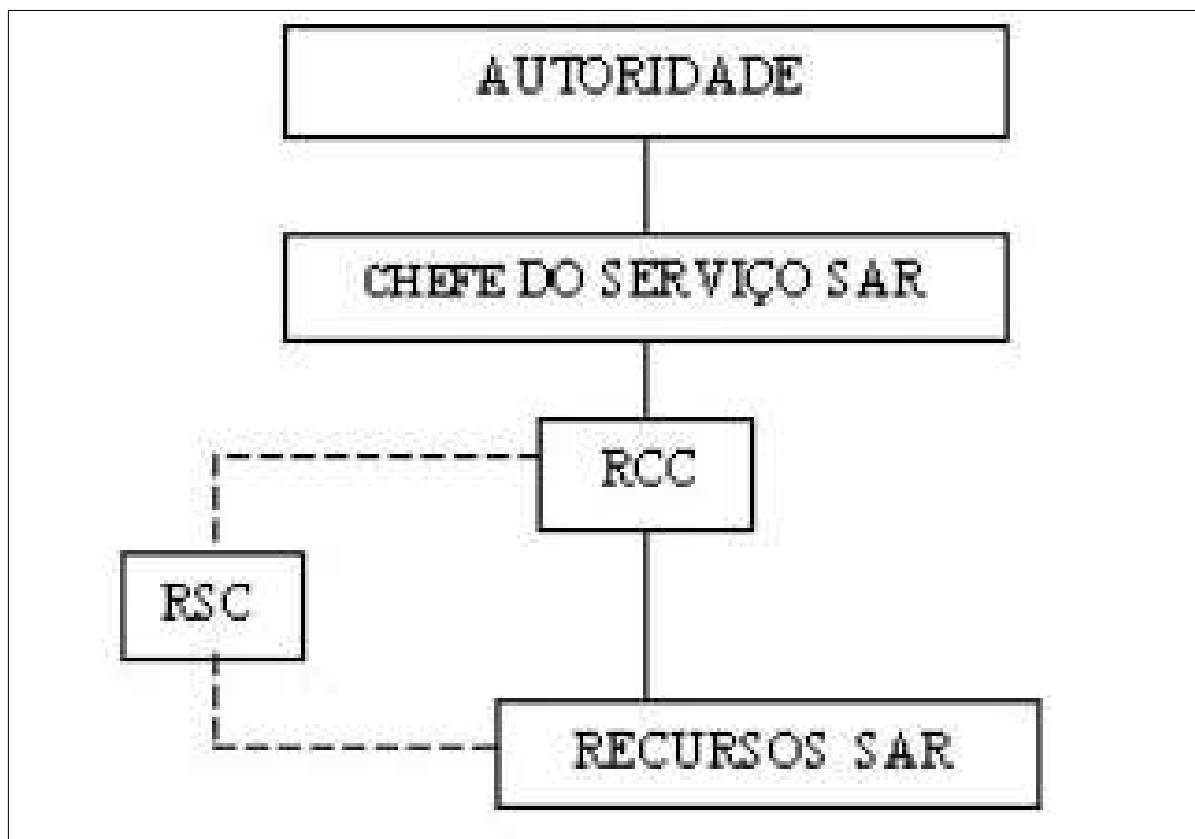 AUTORIDADE
CHEFE DO SERVIÇO SAR
RCC
RSC
RECURSOS SAR